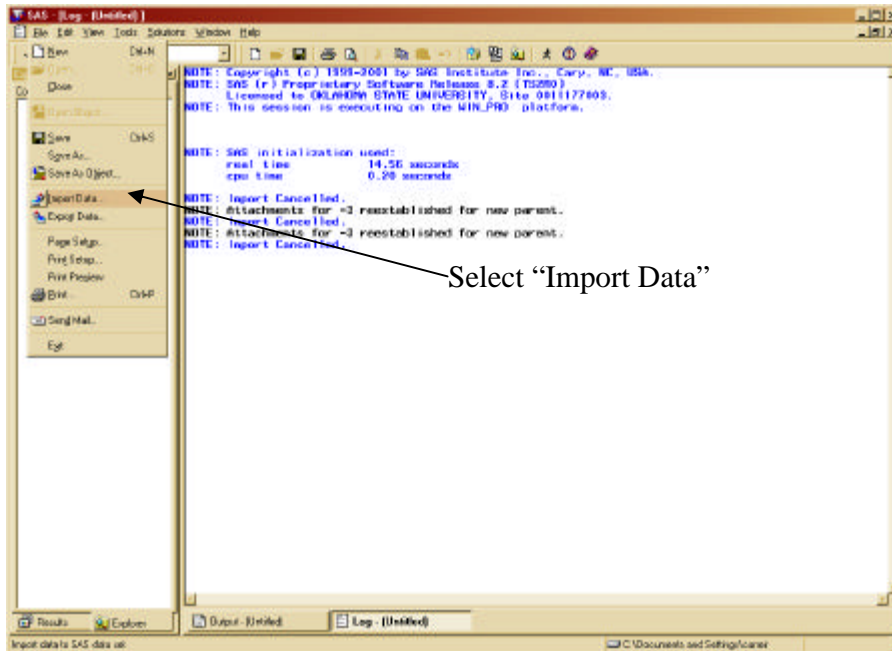 SAS - [Log - (Untitled)]
File Edit View Tools Solutions Window Help
New Ctrl+N
Close
Save Ctrl+S
Save As...
Save As Object...
Import Data...
Export Data...
Page Setup...
Print Setup...
Print Preview
Print... Ctrl+P
Send Mail...
Exit
NOTE: Copyright (c) 1999-2001 by SAS Institute Inc., Cary, NC, USA.
NOTE: SAS (r) Proprietary Software Release 8.2 (TS2M0)
Licensed to OKLAHOMA STATE UNIVERSITY, Site 0011177003.
NOTE: This session is executing on the WIN_PRO platform.
NOTE: SAS initialization used:
real time 14.56 seconds
cpu time 0.20 seconds
NOTE: Import Cancelled.
NOTE: Attachments for =3 reestablished for new parent.
NOTE: Import Cancelled.
NOTE: Attachments for =3 reestablished for new parent.
NOTE: Import Cancelled.
Select “Import Data”
Results Explorer Output - (Untitled) Log - (Untitled)
Import data to SAS data set C:\Documents and Settings\